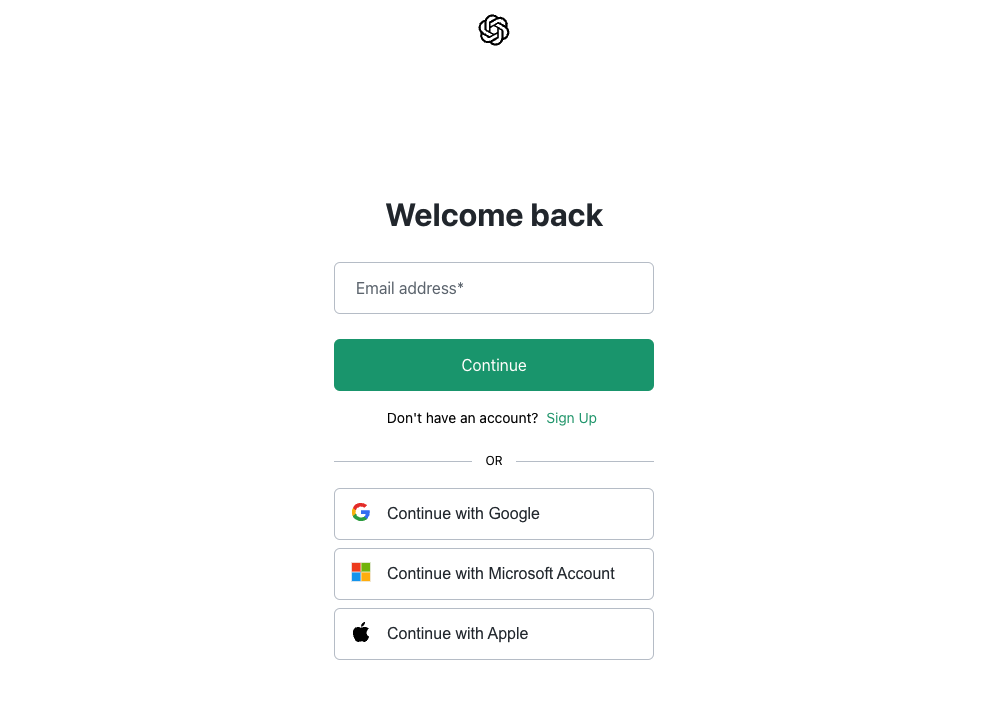 Welcome back
Email address*
Continue
Don't have an account? Sign Up
OR
Continue with Google
Continue with Microsoft Account
Continue with Apple